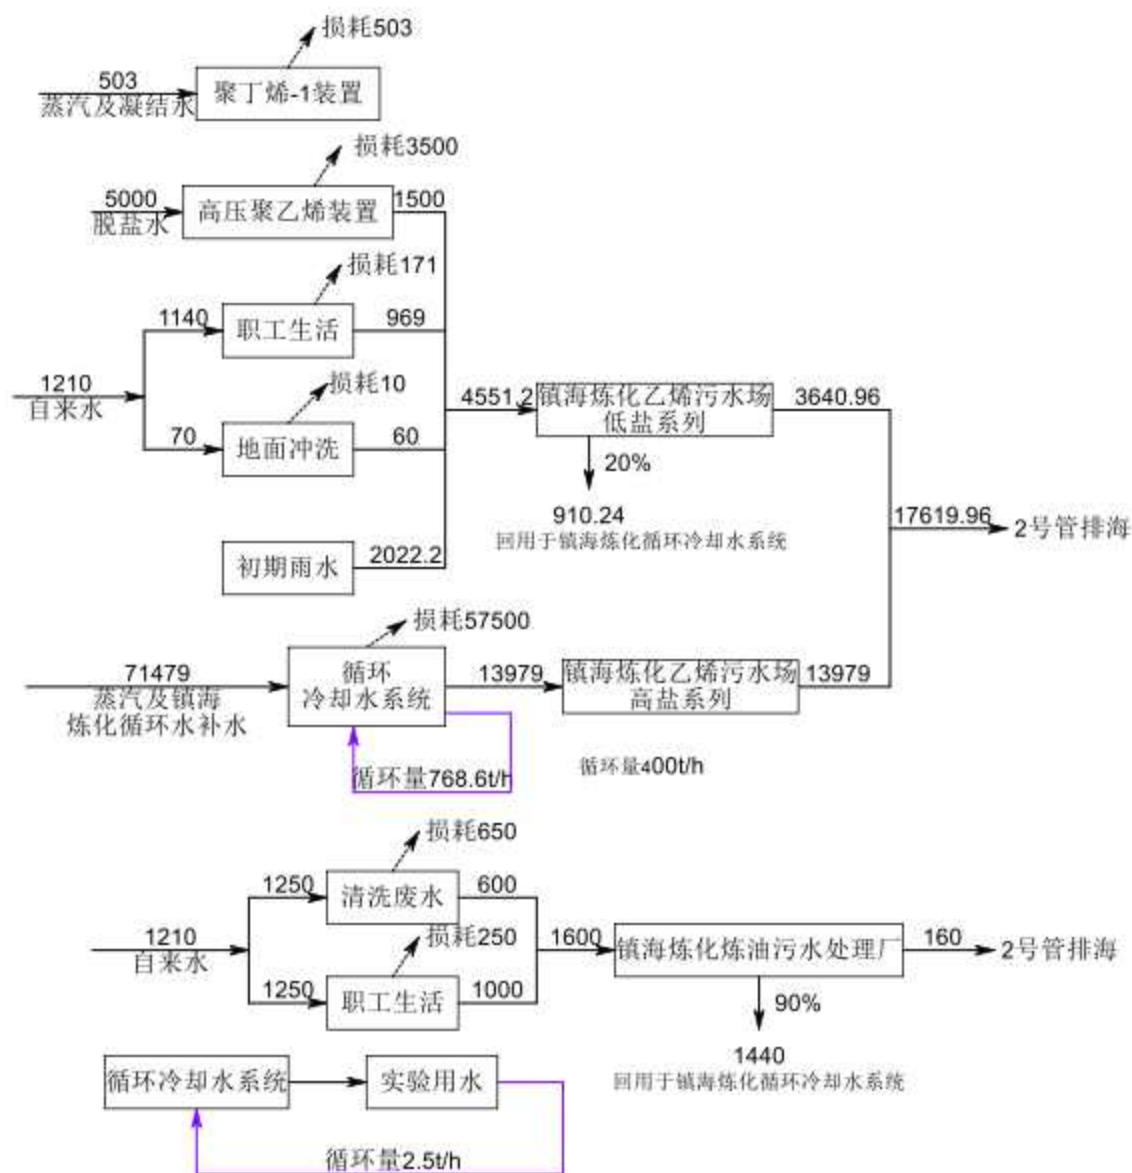 损耗503
503
蒸汽及凝结水
聚丁烯-1装置
损耗3500
5000
脱盐水
高压聚乙烯装置
1500
损耗171
1140
职工生活
969
1210
自来水
损耗10
70
地面冲洗
60
4551.2
镇海炼化乙烯污水场
低盐系列
3640.96
20%
910.24
回用于镇海炼化循环冷却水系统
17619.96
2号管排海
初期雨水
2022.2
损耗57500
71479
蒸汽及镇海
炼化循环水补水
循环
冷却水系统
13979
镇海炼化乙烯污水场
高盐系列
13979
循环量768.6t/h
循环量400t/h
损耗650
1250
清洗废水
600
1210
自来水
损耗250
1250
职工生活
1000
1600
镇海炼化炼油污水处理厂
160
2号管排海
90%
1440
回用于镇海炼化循环冷却水系统
循环冷却水系统
实验用水
循环量2.5t/h